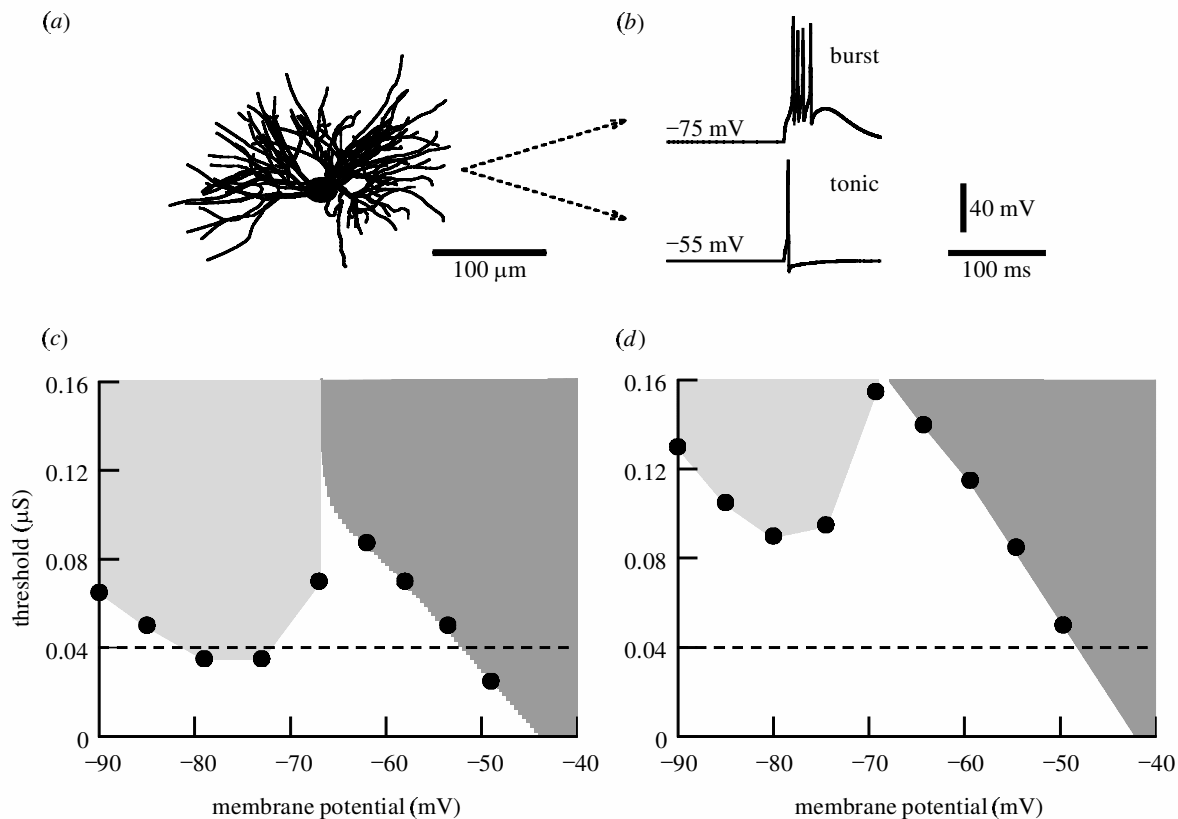 (a)
(b)
burst
−75 mV
tonic
−55 mV
40 mV
100 μm
100 ms
(c)
(d)
0.16
0.12
0.08
0.04
0
threshold (μS)
−90 −80 −70 −60 −50 −40
membrane potential (mV)
0.16
0.12
0.08
0.04
0
−90 −80 −70 −60 −50 −40
membrane potential (mV)